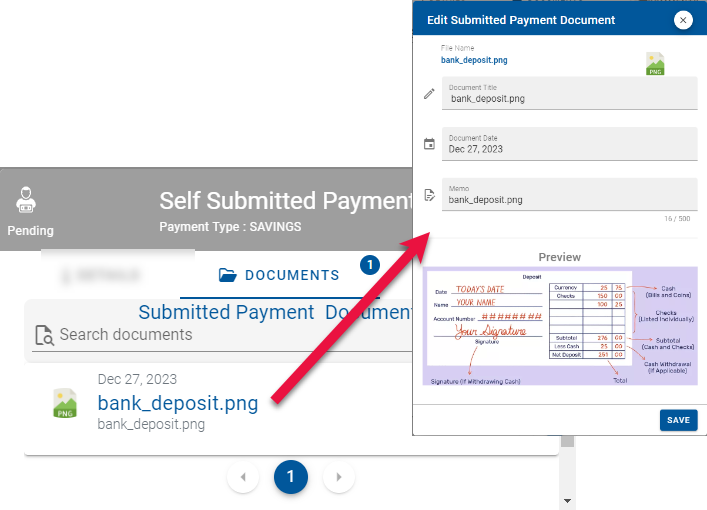 Edit Submitted Payment Document
File Name
bank_deposit.png
PNG
Document Title
bank_deposit.png
Document Date
Dec 27, 2023
Memo
bank_deposit.png
16 / 500
Preview
Deposit
Date TODAY'S DATE
Name YOUR NAME
Account Number ########
Your Signature
Signature
Signature (If Withdrawing Cash)
Currency 25 75
Checks 150 00
100 25
Subtotal 276 00
Less Cash 25 00
Net Deposit 251 00
Total
Cash
(Bills and Coins)
Checks
(Listed Individually)
Subtotal
(Cash and Checks)
Cash Withdrawal
(If Applicable)
SAVE
Pending
Self Submitted Payment
Payment Type : SAVINGS
DETAILS
DOCUMENTS
1
Submitted Payment Document
Search documents
Dec 27, 2023
PNG
bank_deposit.png
bank_deposit.png
1